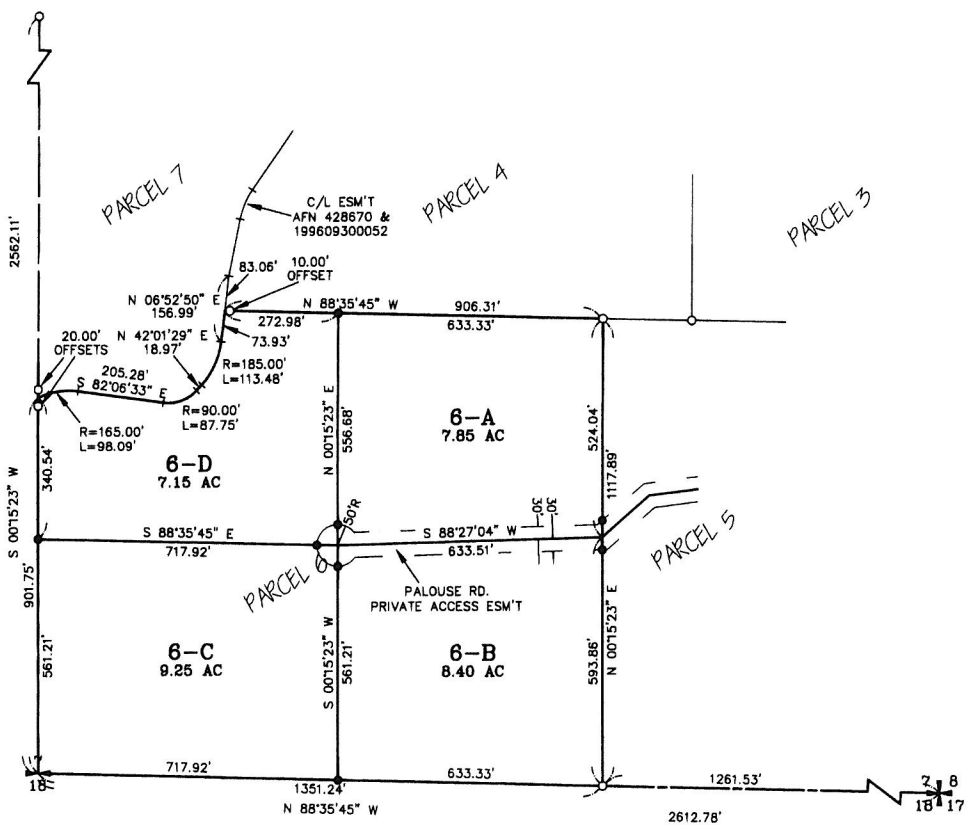 PARCEL 7
C/L ESM'T
AFN 428670 &
199609300052
PARCEL 4
PARCEL 3
2562.11'
83.06'
10.00'
OFFSET
N 06°52'50" E
156.99'
N 88°35'45" W
906.31'
272.98'
633.33'
N 42°01'29" E
18.97'
73.93'
20.00'
OFFSETS
205.28'
S 82°06'33" E
R=185.00'
L=113.48'
R=90.00'
L=87.75'
R=165.00'
L=98.09'
N 00°15'23" E
556.68'
6-A
7.85 AC
524.04'
1117.89'
340.54'
6-D
7.15 AC
S 00°15'23" W
901.75'
S 88°35'45" E
717.92'
50'R
S 88°27'04" W
633.51'
30'
30'
PARCEL 6
PALOUSE RD.
PRIVATE ACCESS ESM'T
PARCEL 5
561.21'
6-C
9.25 AC
S 00°15'23" W
561.21'
6-B
8.40 AC
593.86'
N 00°15'23" E
717.92'
633.33'
1351.24'
N 88°35'45" W
1261.53'
2612.78'
18
7 8
18 17